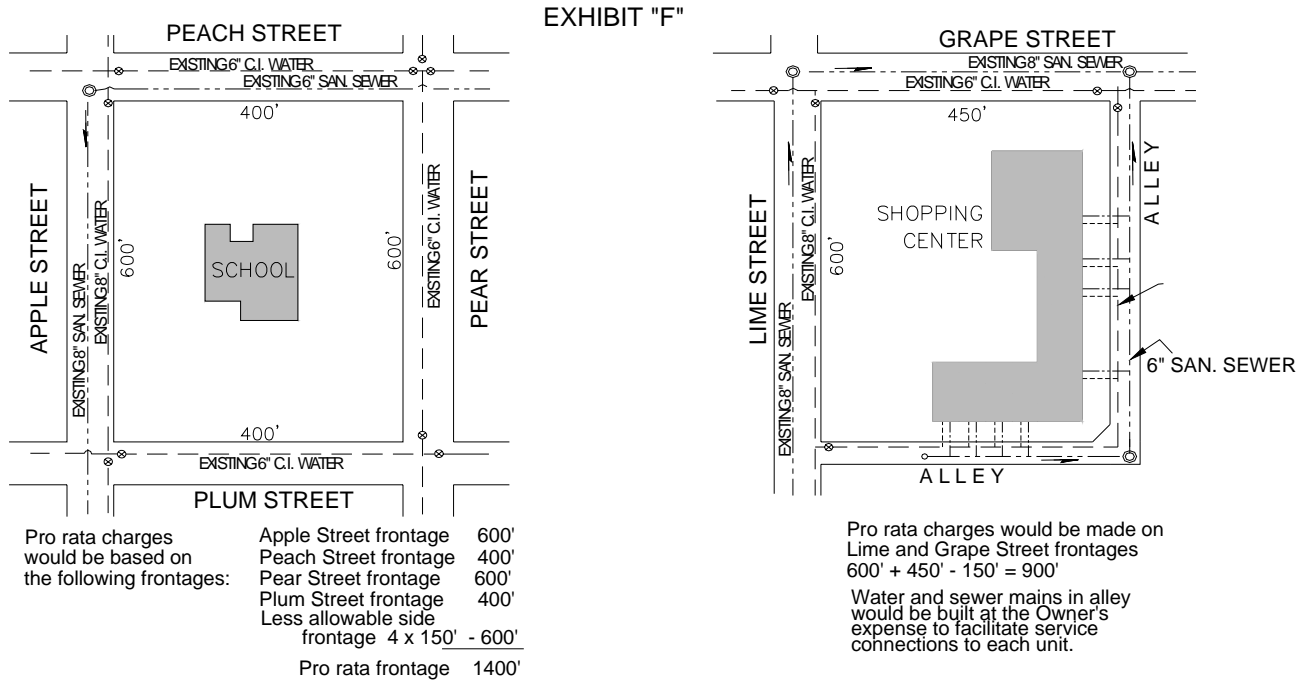 EXHIBIT "F"
PEACH STREET
EXISTING 6" C.I. WATER
EXISTING 6" SAN. SEWER
400'
APPLE STREET
EXISTING 8" SAN. SEWER
EXISTING 8" C.I. WATER
600'
SCHOOL
600'
EXISTING 6" C.I. WATER
PEAR STREET
400'
EXISTING 6" C.I. WATER
PLUM STREET
Pro rata charges
would be based on
the following frontages:
Apple Street frontage 600'
Peach Street frontage 400'
Pear Street frontage 600'
Plum Street frontage 400'
Less allowable side
frontage 4 x 150' - 600'
Pro rata frontage 1400'
GRAPE STREET
EXISTING 8" SAN. SEWER
EXISTING 6" C.I. WATER
450'
LIME STREET
EXISTING 8" SAN. SEWER
EXISTING 8" C.I. WATER
600'
SHOPPING
CENTER
ALLEY
6" SAN. SEWER
ALLEY
Pro rata charges would be made on
Lime and Grape Street frontages
600' + 450' - 150' = 900'
Water and sewer mains in alley
would be built at the Owner's
expense to facilitate service
connections to each unit.